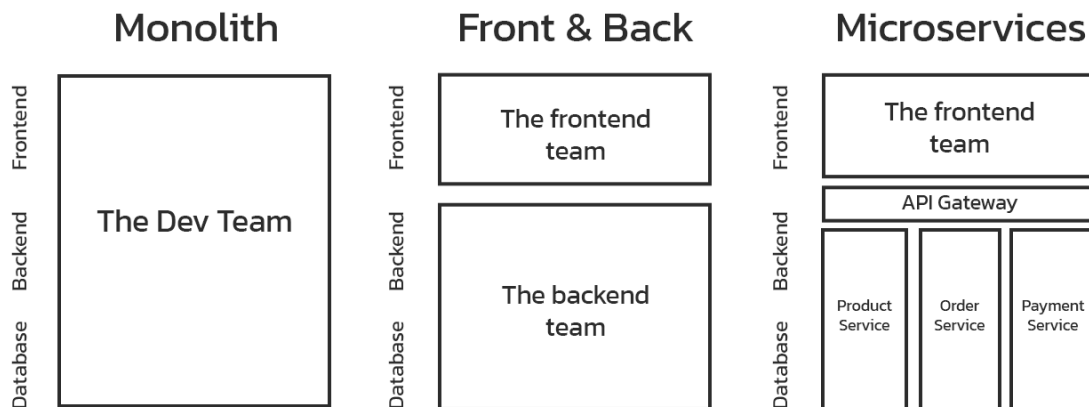 Monolith
Frontend
Backend
Database
The Dev Team
Front & Back
Frontend
Backend
Database
The frontend
team
The backend
team
Microservices
Frontend
Backend
Database
The frontend
team
API Gateway
Product
Service
Order
Service
Payment
Service